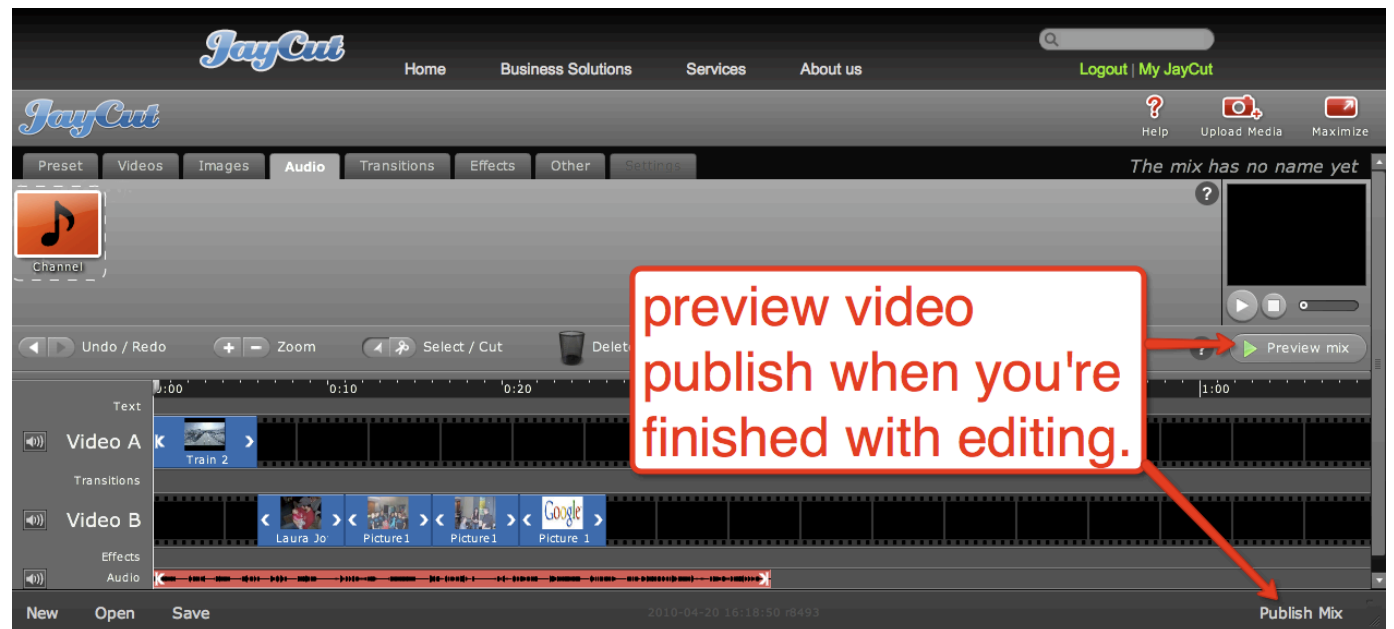 JayCut
Home Business Solutions Services About us
Logout | My JayCut
JayCut
? Help Upload Media Maximize
Preset Videos Images Audio Transitions Effects Other Settings
The mix has no name yet
?
Channel
preview video
publish when you're
finished with editing.
Undo / Redo + - Zoom Select / Cut Delete
? Preview mix
0:00 0:10 0:20 1:00
Text
Video A
Train 2
Transitions
Video B
Google
Laura Jo Picture1 Picture1 Picture 1
Effects
Audio
New Open Save 2010-04-20 16:18:50 r8493 Publish Mix